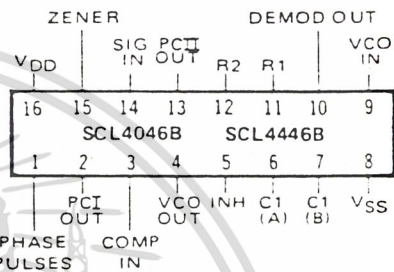 ZENER DEMOD OUT
SIG IN PCII OUT VCO IN
VDD R2 R1
16 15 14 13 12 11 10 9
SCL4046B SCL4446B
1 2 3 4 5 6 7 8
PCI OUT VCO OUT INH C1 (A) C1 (B) VSS
PHASE PULSES COMP IN